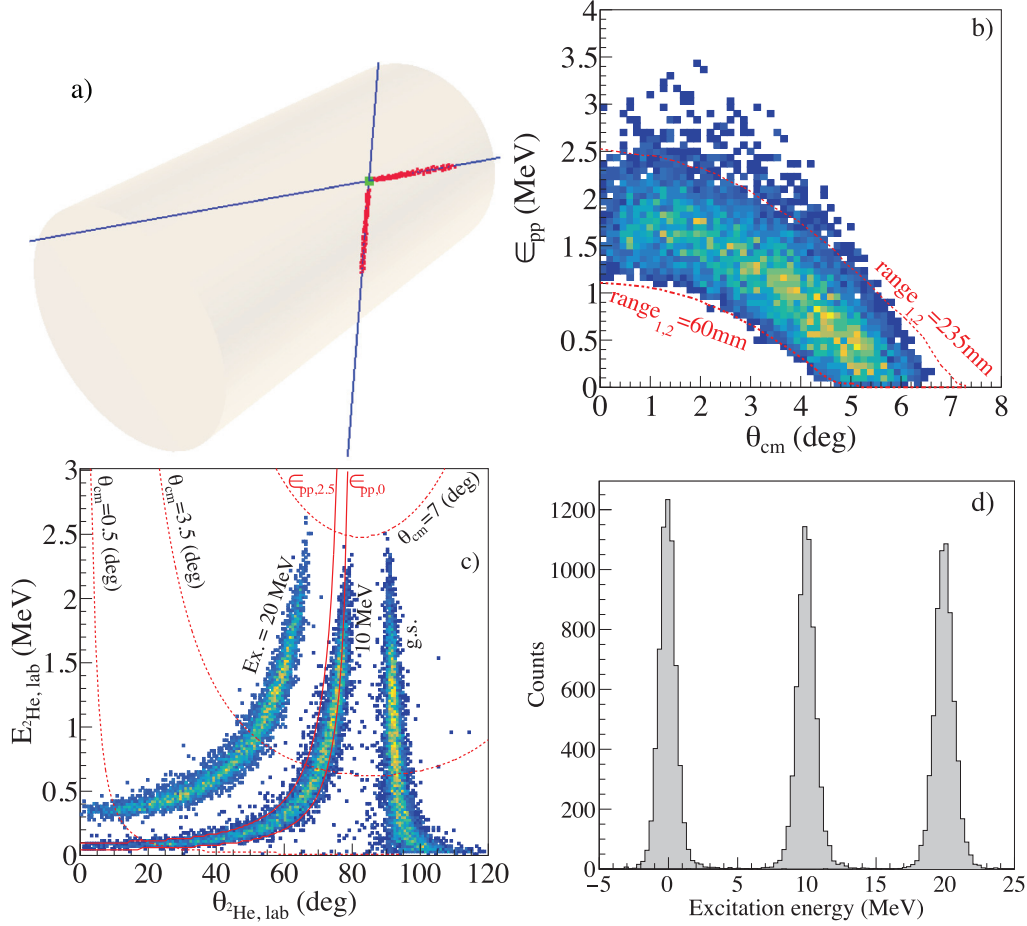 a)
b)
4
3.5
3
2.5
2
1.5
1
0.5
0
∈pp (MeV)
range1,2=235mm
range1,2=60mm
0 1 2 3 4 5 6 7 8
θcm (deg)
3
2.5
2
1.5
1
0.5
0
E²He, lab (MeV)
θcm=0.5 (deg)
θcm=3.5 (deg)
∈pp,2.5
∈pp,0
θcm=7 (deg)
c)
Ex. = 20 MeV
10 MeV
g.s.
0 20 40 60 80 100 120
θ²He, lab (deg)
d)
1200
1000
800
600
400
200
0
Counts
−5 0 5 10 15 20 25
Excitation energy (MeV)